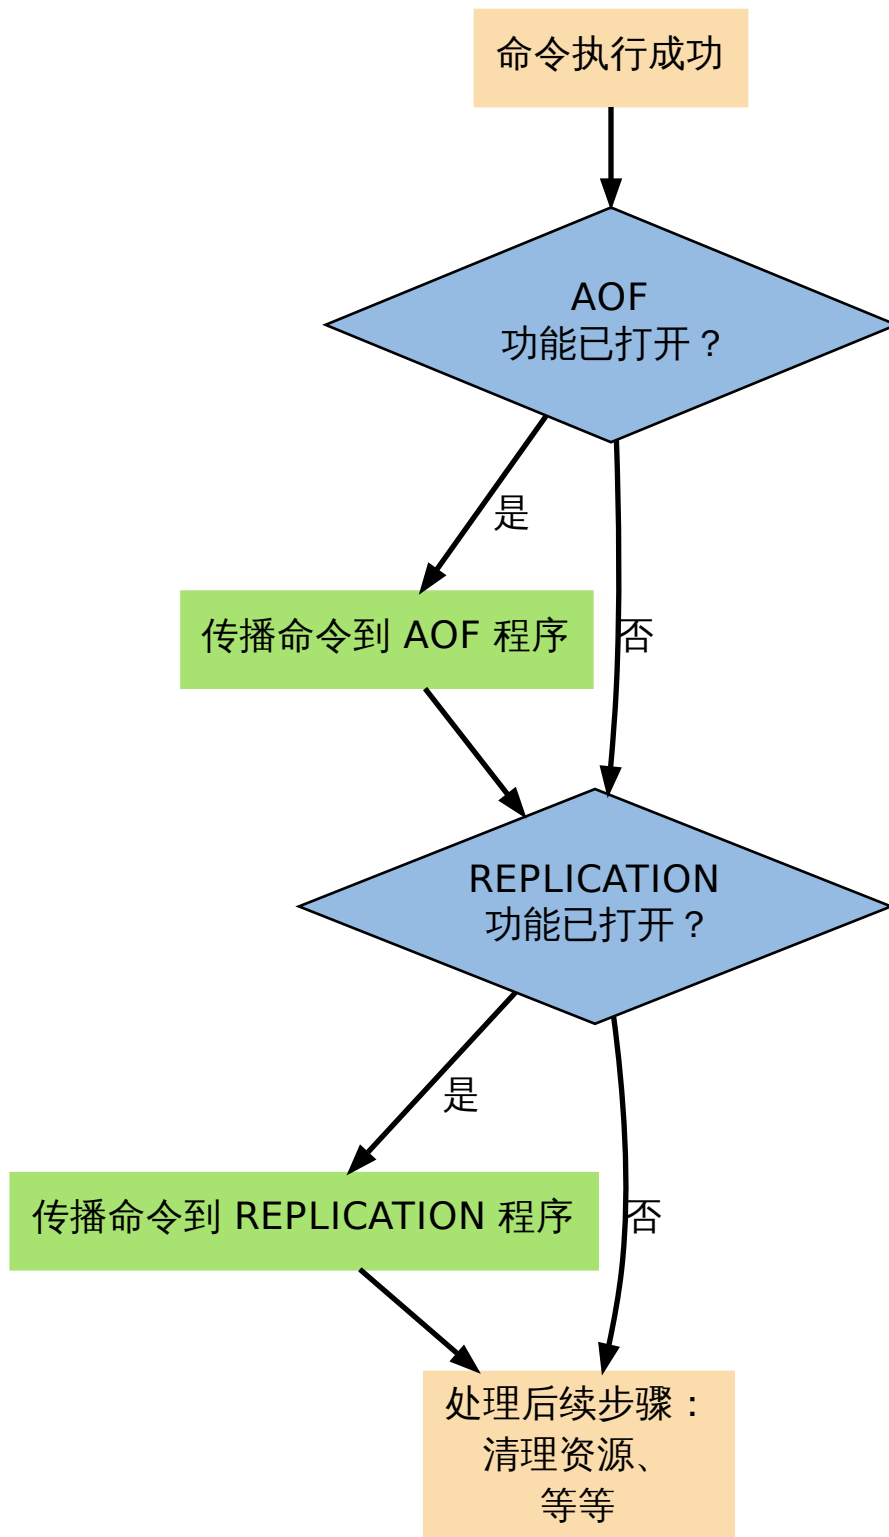 命令执行成功
AOF
功能已打开？
是
传播命令到 AOF 程序
否
REPLICATION
功能已打开？
是
传播命令到 REPLICATION 程序
否
处理后续步骤：
清理资源、
等等